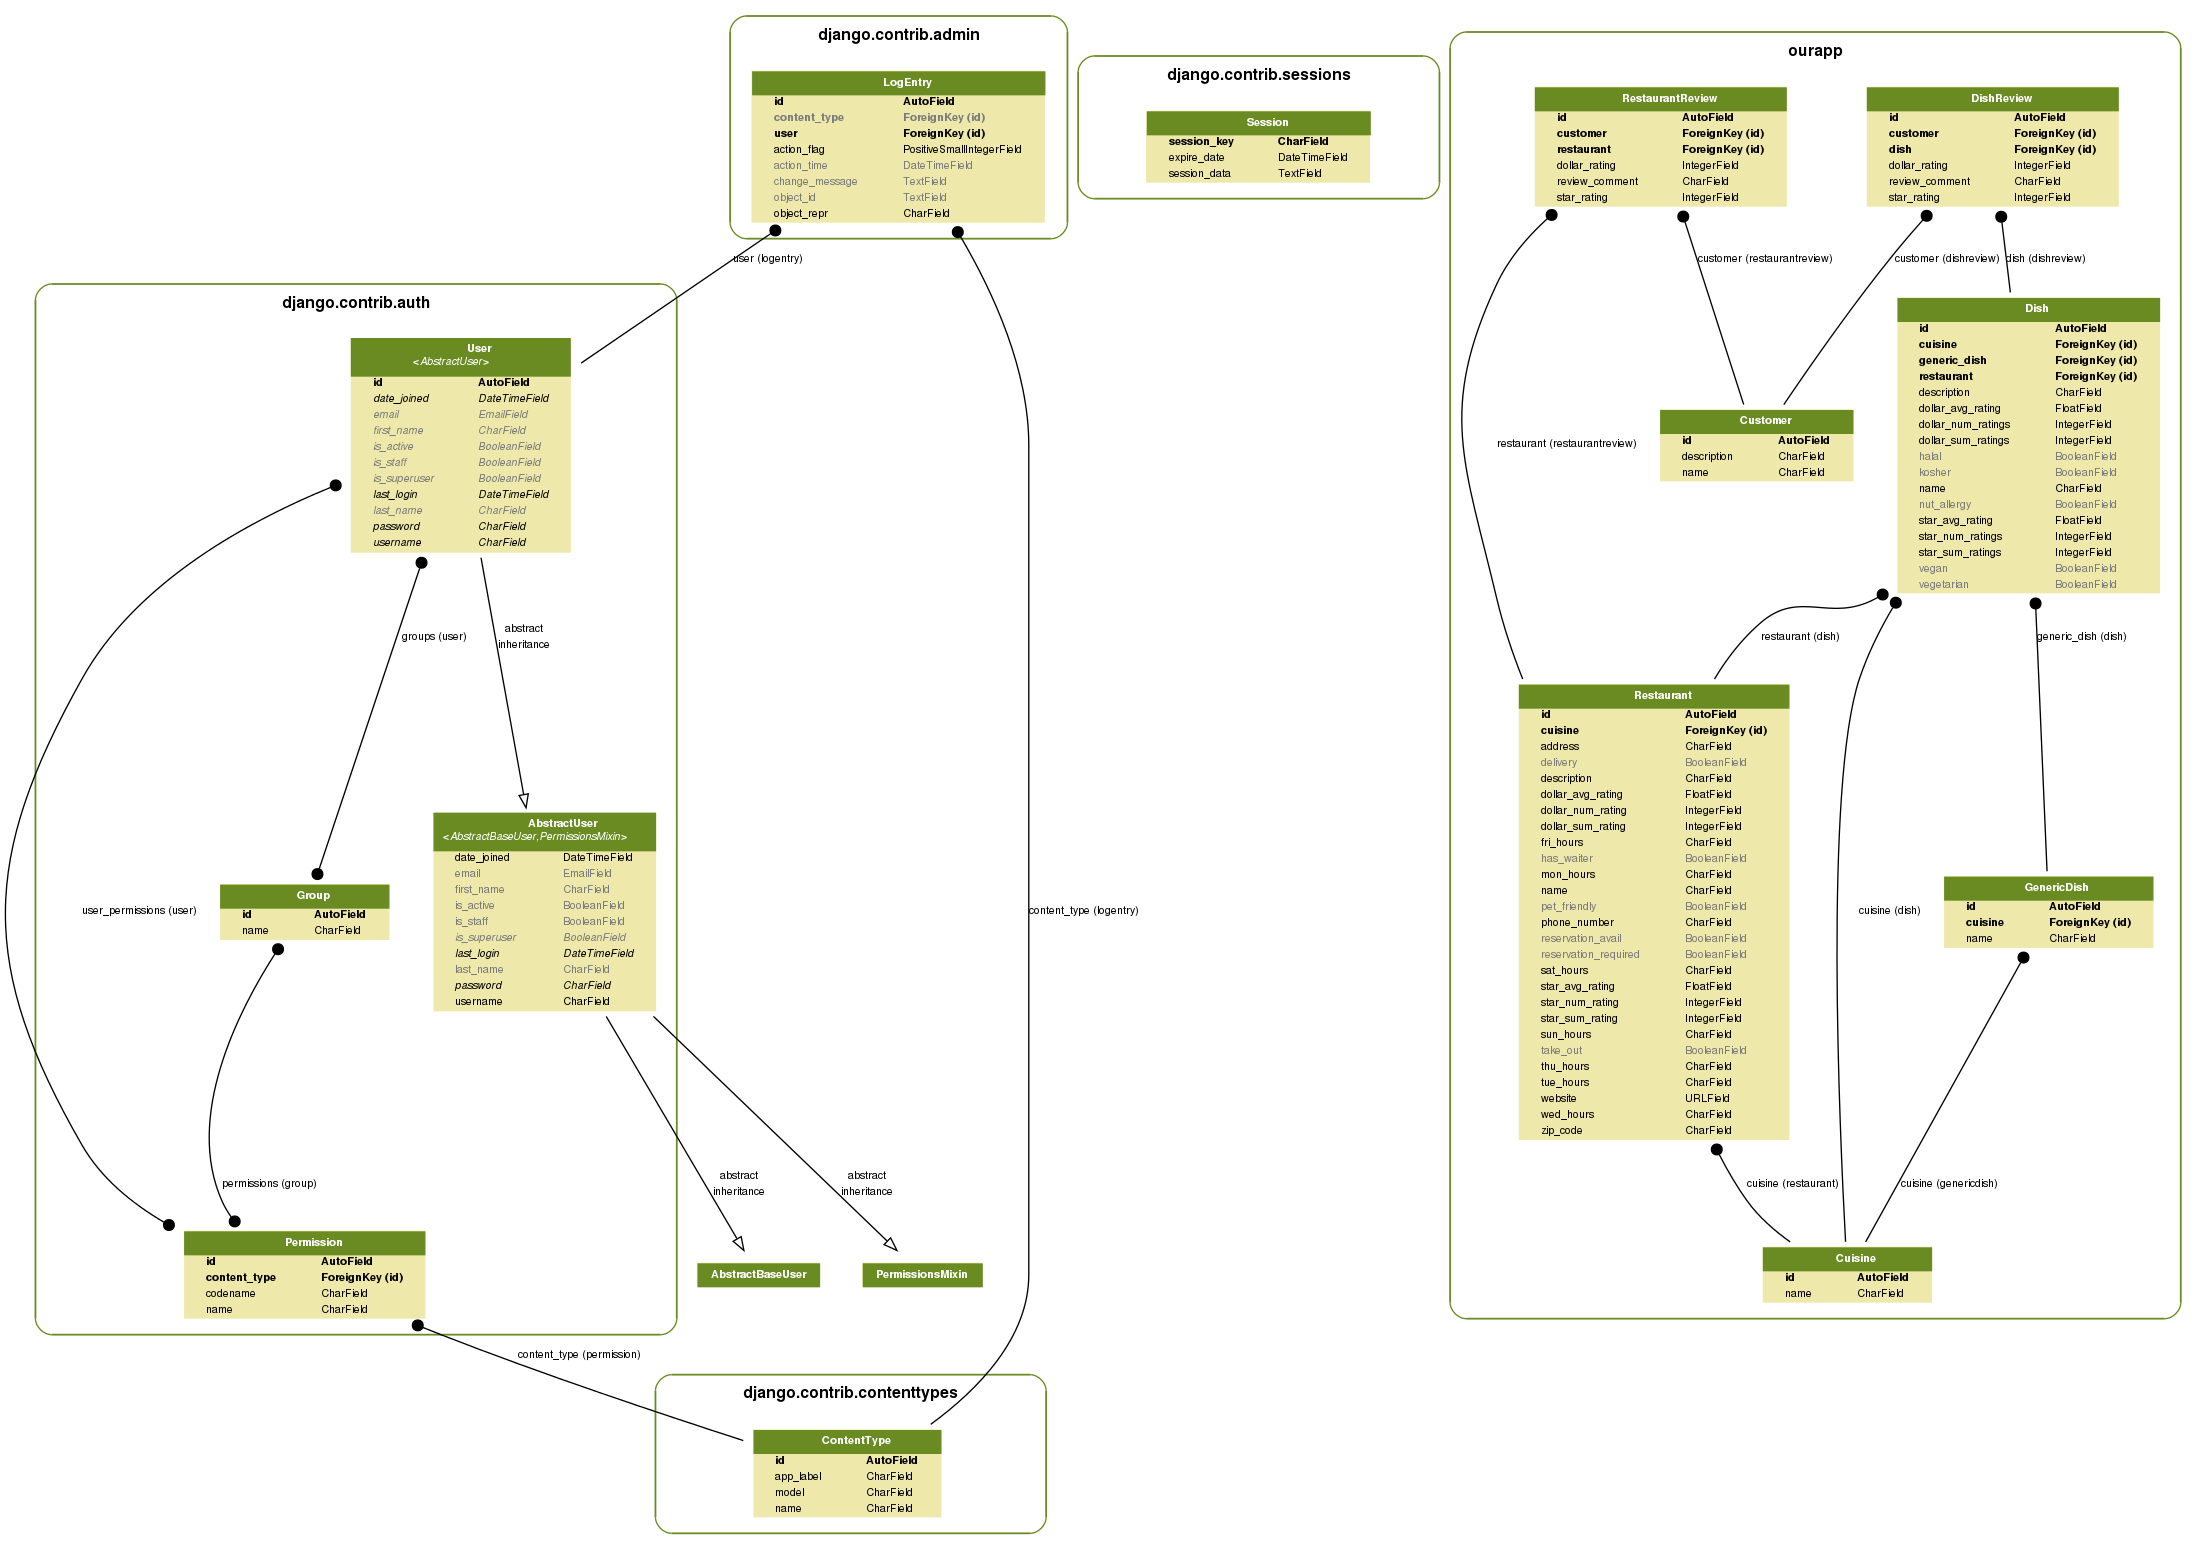 django.contrib.admin
LogEntry
id AutoField
content_type ForeignKey (id)
user ForeignKey (id)
action_flag PositiveSmallIntegerField
action_time DateTimeField
change_message TextField
object_id TextField
object_repr CharField
django.contrib.sessions
Session
session_key CharField
expire_date DateTimeField
session_data TextField
user (logentry)
content_type (logentry)
django.contrib.auth
User
<AbstractUser>
id AutoField
date_joined DateTimeField
email EmailField
first_name CharField
is_active BooleanField
is_staff BooleanField
is_superuser BooleanField
last_login DateTimeField
last_name CharField
password CharField
username CharField
groups (user)
abstract
inheritance
user_permissions (user)
AbstractUser
<AbstractBaseUser,PermissionsMixin>
date_joined DateTimeField
email EmailField
first_name CharField
is_active BooleanField
is_staff BooleanField
is_superuser BooleanField
last_login DateTimeField
last_name CharField
password CharField
username CharField
Group
id AutoField
name CharField
permissions (group)
abstract
inheritance
abstract
inheritance
Permission
id AutoField
content_type ForeignKey (id)
codename CharField
name CharField
AbstractBaseUser
PermissionsMixin
content_type (permission)
django.contrib.contenttypes
ContentType
id AutoField
app_label CharField
model CharField
name CharField
ourapp
RestaurantReview
id AutoField
customer ForeignKey (id)
restaurant ForeignKey (id)
dollar_rating IntegerField
review_comment CharField
star_rating IntegerField
DishReview
id AutoField
customer ForeignKey (id)
dish ForeignKey (id)
dollar_rating IntegerField
review_comment CharField
star_rating IntegerField
customer (restaurantreview)
customer (dishreview)
dish (dishreview)
restaurant (restaurantreview)
Customer
id AutoField
description CharField
name CharField
Dish
id AutoField
cuisine ForeignKey (id)
generic_dish ForeignKey (id)
restaurant ForeignKey (id)
description CharField
dollar_avg_rating FloatField
dollar_num_ratings IntegerField
dollar_sum_ratings IntegerField
halal BooleanField
kosher BooleanField
name CharField
nut_allergy BooleanField
star_avg_rating FloatField
star_num_ratings IntegerField
star_sum_ratings IntegerField
vegan BooleanField
vegetarian BooleanField
restaurant (dish)
generic_dish (dish)
Restaurant
id AutoField
cuisine ForeignKey (id)
address CharField
delivery BooleanField
description CharField
dollar_avg_rating FloatField
dollar_num_rating IntegerField
dollar_sum_rating IntegerField
fri_hours CharField
has_waiter BooleanField
mon_hours CharField
name CharField
pet_friendly BooleanField
phone_number CharField
reservation_avail BooleanField
reservation_required BooleanField
sat_hours CharField
star_avg_rating FloatField
star_num_rating IntegerField
star_sum_rating IntegerField
sun_hours CharField
take_out BooleanField
thu_hours CharField
tue_hours CharField
website URLField
wed_hours CharField
zip_code CharField
cuisine (dish)
GenericDish
id AutoField
cuisine ForeignKey (id)
name CharField
cuisine (restaurant)
cuisine (genericdish)
Cuisine
id AutoField
name CharField